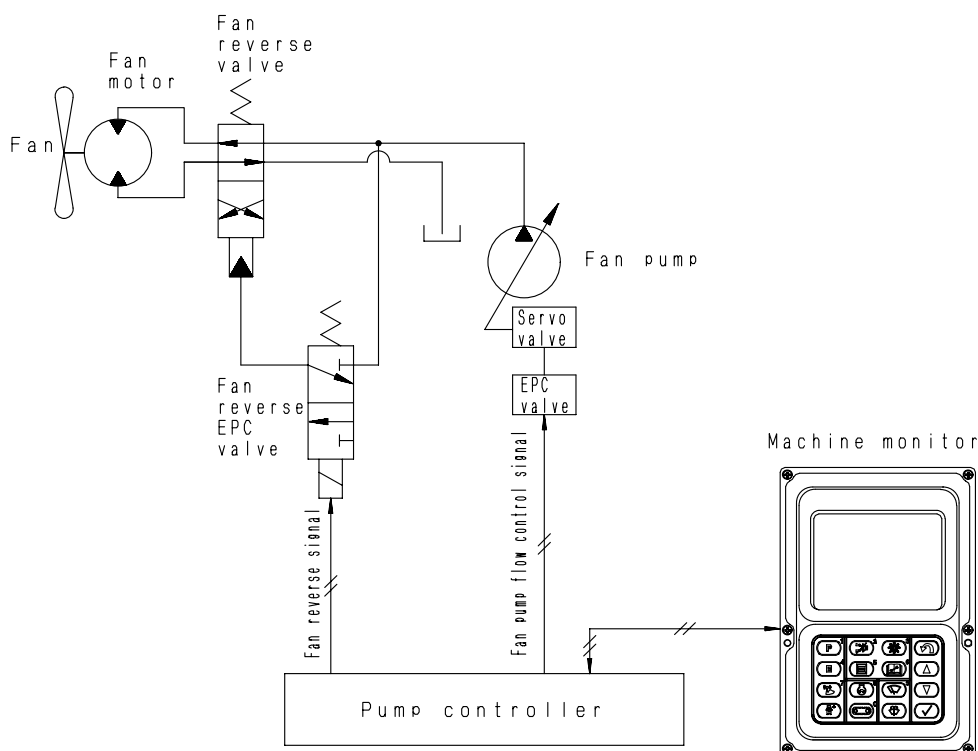 Fan
reverse
valve
Fan
motor
Fan
Fan pump
Servo
valve
EPC
valve
Fan
reverse
EPC
valve
Machine monitor
Fan reverse signal
Fan pump flow control signal
Pump controller